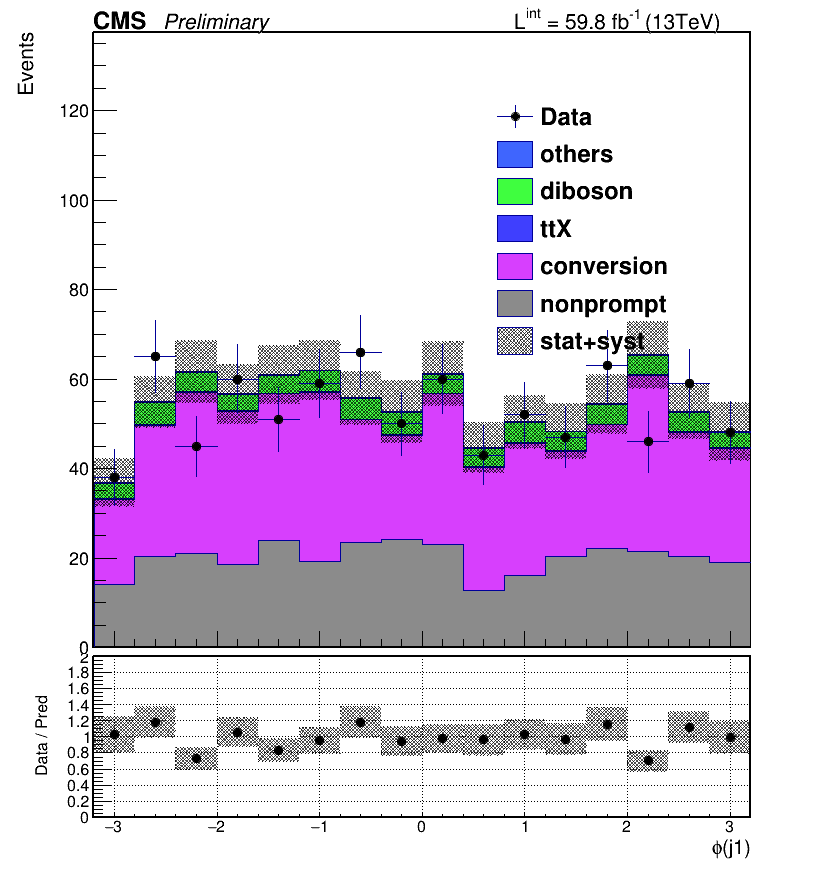 CMS Preliminary
L^int = 59.8 fb⁻¹ (13TeV)
Events
120
100
80
60
40
20
0
Data
others
diboson
ttX
conversion
nonprompt
stat+syst
Data / Pred
2
1.8
1.6
1.4
1.2
1
0.8
0.6
0.4
0.2
0
−3 −2 −1 0 1 2 3
ϕ(j1)